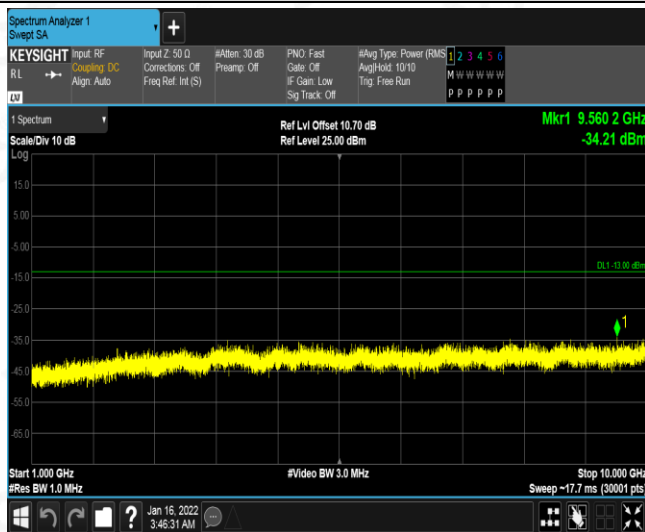 Spectrum Analyzer 1
Swept SA
KEYSIGHT
RL
LXI
Input: RF
Coupling: DC
Align: Auto
Input Z: 50 Ω
Corrections: Off
Freq Ref: Int (S)
#Atten: 30 dB
Preamp: Off
PNO: Fast
Gate: Off
IF Gain: Low
Sig Track: Off
#Avg Type: Power (RMS
Avg|Hold: 10/10
Trig: Free Run
1 2 3 4 5 6
M W W W W W
P P P P P P
1 Spectrum
Scale/Div 10 dB
Log
Ref Lvl Offset 10.70 dB
Ref Level 25.00 dBm
Mkr1 9.560 2 GHz
-34.21 dBm
15.0
5.00
-5.00
-15.0
-25.0
-35.0
-45.0
-55.0
-65.0
DL1 -13.00 dBm
1
Start 1.000 GHz
#Res BW 1.0 MHz
#Video BW 3.0 MHz
Stop 10.000 GHz
Sweep ~17.7 ms (30001 pts)
?
Jan 16, 2022
3:46:31 AM